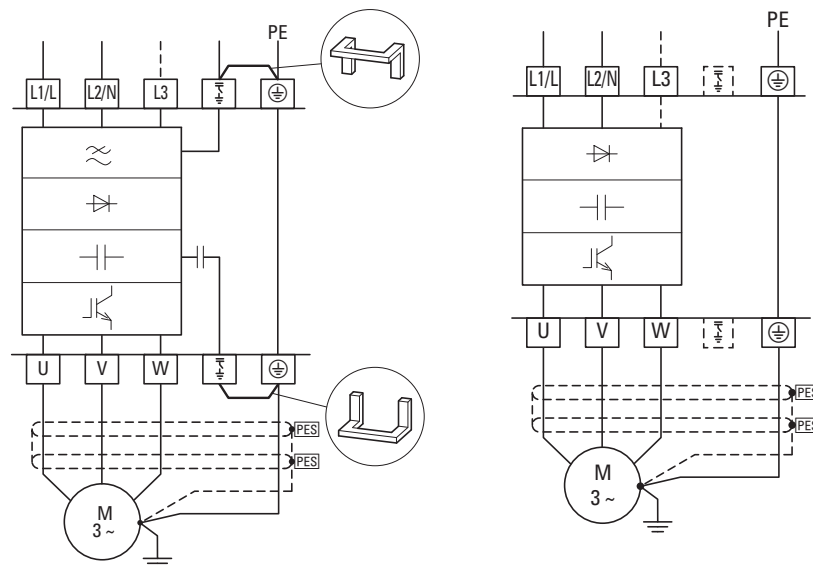 PE
L1/L L2/N L3
U V W
PES
PES
M
3 ~
PE
L1/L L2/N L3
U V W
PES
PES
M
3 ~